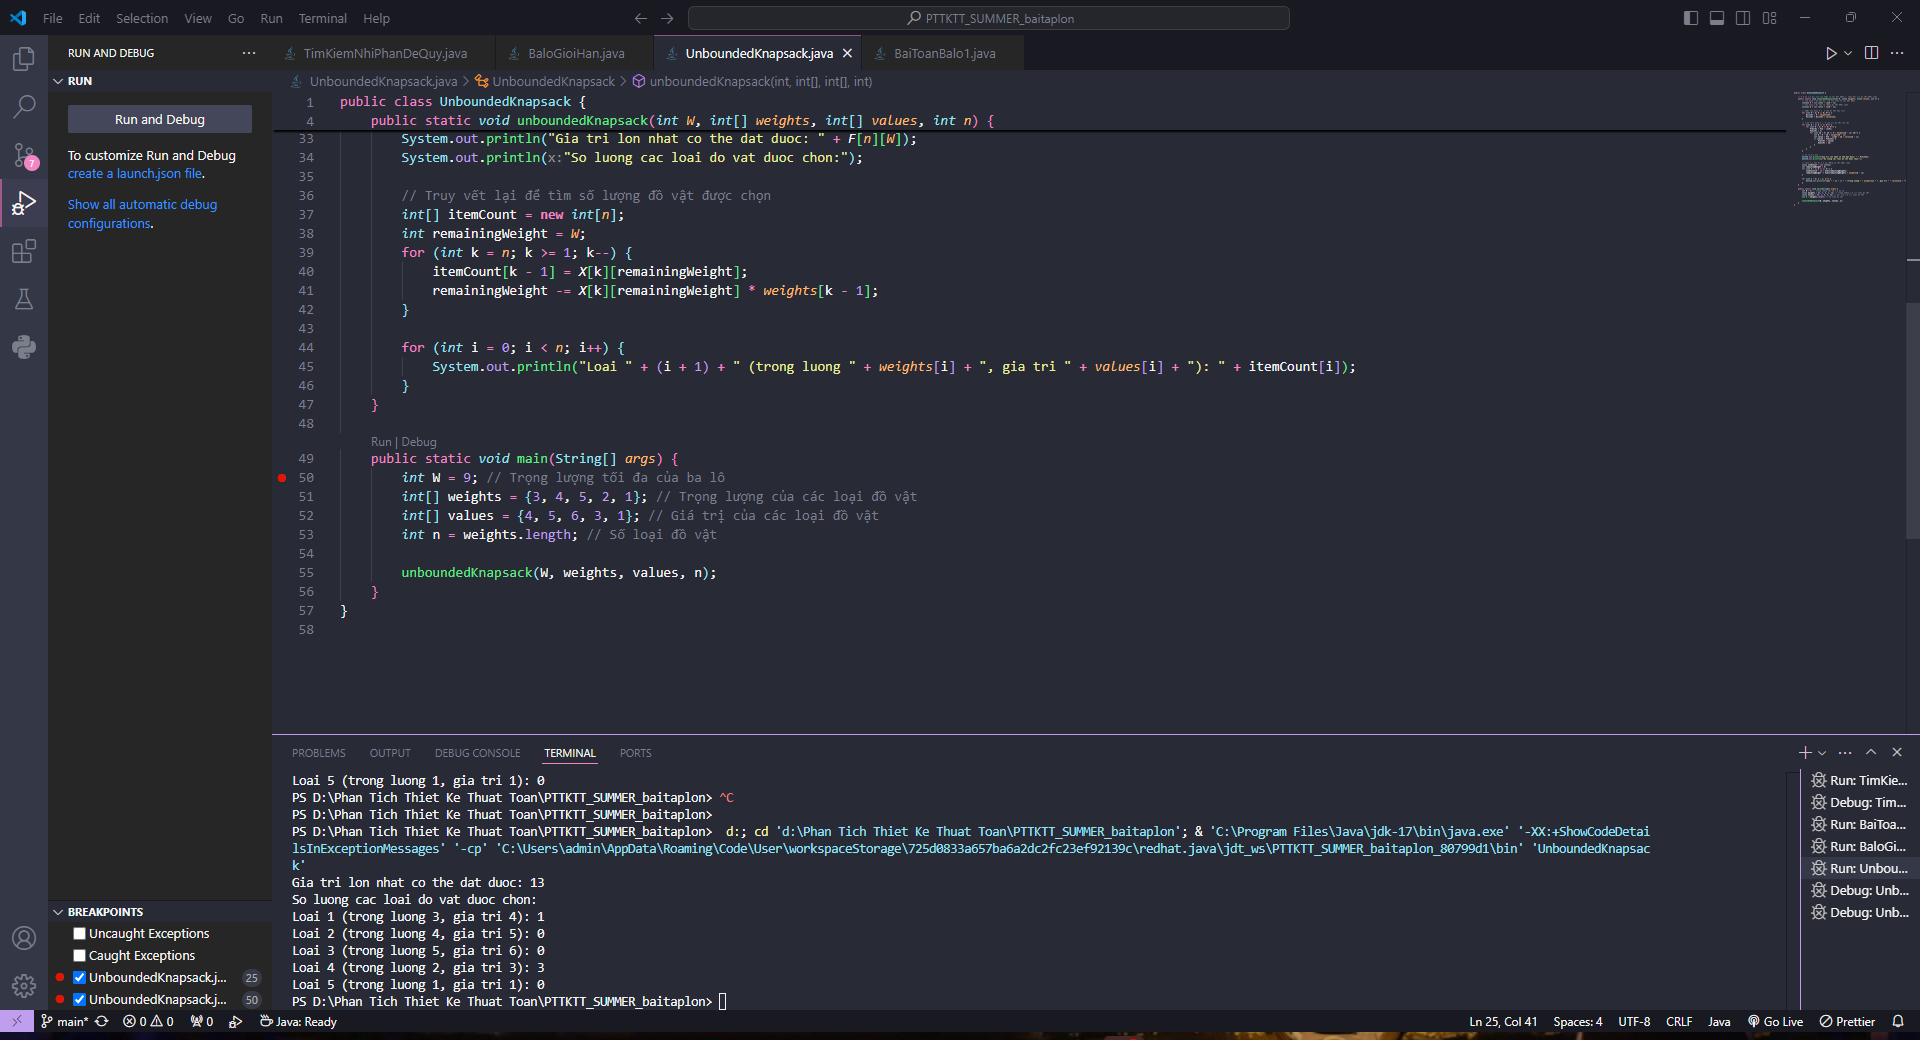 File Edit Selection View Go Run Terminal Help
PTTKTT_SUMMER_baitaplon
RUN AND DEBUG
TimKiemNhiPhanDeQuy.java
BaloGioiHan.java
UnboundedKnapsack.java
BaiToanBalo1.java
RUN
UnboundedKnapsack.java > UnboundedKnapsack > unboundedKnapsack(int, int[], int[], int)
Run and Debug
To customize Run and Debug
create a launch.json file.
Show all automatic debug
configurations.
7
1 public class UnboundedKnapsack {
4 public static void unboundedKnapsack(int W, int[] weights, int[] values, int n) {
33 System.out.println("Gia tri lon nhat co the dat duoc: " + F[n][W]);
34 System.out.println(x:"So luong cac loai do vat duoc chon:");
35
36 // Truy vết lại để tìm số lượng đồ vật được chọn
37 int[] itemCount = new int[n];
38 int remainingWeight = W;
39 for (int k = n; k >= 1; k--) {
40 itemCount[k - 1] = X[k][remainingWeight];
41 remainingWeight -= X[k][remainingWeight] * weights[k - 1];
42 }
43
44 for (int i = 0; i < n; i++) {
45 System.out.println("Loai " + (i + 1) + " (trong luong " + weights[i] + ", gia tri " + values[i] + "): " + itemCount[i]);
46 }
47 }
48
Run | Debug
49 public static void main(String[] args) {
50 int W = 9; // Trọng lượng tối đa của ba lô
51 int[] weights = {3, 4, 5, 2, 1}; // Trọng lượng của các loại đồ vật
52 int[] values = {4, 5, 6, 3, 1}; // Giá trị của các loại đồ vật
53 int n = weights.length; // Số loại đồ vật
54
55 unboundedKnapsack(W, weights, values, n);
56 }
57 }
58
PROBLEMS OUTPUT DEBUG CONSOLE TERMINAL PORTS
Loai 5 (trong luong 1, gia tri 1): 0
PS D:\Phan Tich Thiet Ke Thuat Toan\PTTKTT_SUMMER_baitaplon> ^C
PS D:\Phan Tich Thiet Ke Thuat Toan\PTTKTT_SUMMER_baitaplon>
PS D:\Phan Tich Thiet Ke Thuat Toan\PTTKTT_SUMMER_baitaplon> d:; cd 'd:\Phan Tich Thiet Ke Thuat Toan\PTTKTT_SUMMER_baitaplon'; & 'C:\Program Files\Java\jdk-17\bin\java.exe' '-XX:+ShowCodeDetai
lsInExceptionMessages' '-cp' 'C:\Users\admin\AppData\Roaming\Code\User\workspaceStorage\725d0833a657ba6a2dc2fc23ef92139c\redhat.java\jdt_ws\PTTKTT_SUMMER_baitaplon_80799d1\bin' 'UnboundedKnapsac
k'
Gia tri lon nhat co the dat duoc: 13
So luong cac loai do vat duoc chon:
Loai 1 (trong luong 3, gia tri 4): 1
Loai 2 (trong luong 4, gia tri 5): 0
Loai 3 (trong luong 5, gia tri 6): 0
Loai 4 (trong luong 2, gia tri 3): 3
Loai 5 (trong luong 1, gia tri 1): 0
PS D:\Phan Tich Thiet Ke Thuat Toan\PTTKTT_SUMMER_baitaplon>
Run: TimKie...
Debug: Tim...
Run: BaiToa...
Run: BaloGi...
Run: Unbou...
Debug: Unb...
Debug: Unb...
BREAKPOINTS
Uncaught Exceptions
Caught Exceptions
UnboundedKnapsack.j... 25
UnboundedKnapsack.j... 50
main* 0 0 0 Java: Ready
Ln 25, Col 41 Spaces: 4 UTF-8 CRLF Java Go Live Prettier